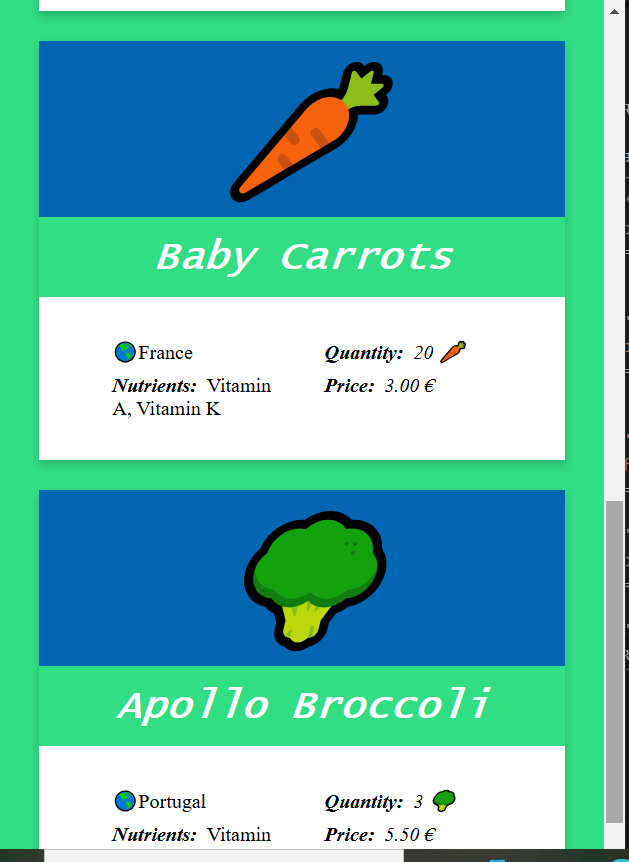 Baby Carrots
France
Quantity: 20
Nutrients: Vitamin
A, Vitamin K
Price: 3.00 €
Apollo Broccoli
Portugal
Quantity: 3
Nutrients: Vitamin
Price: 5.50 €